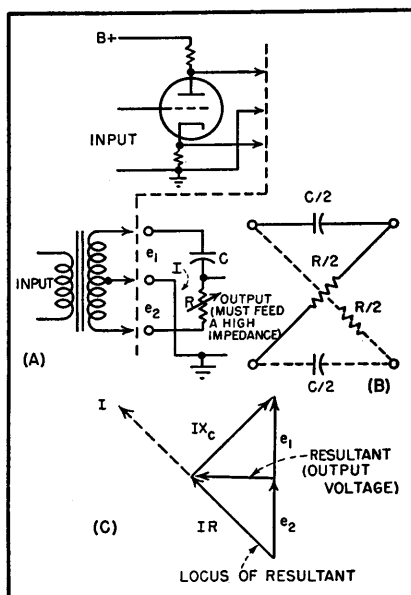 B+
INPUT
INPUT
e1
e2
I
C
R
OUTPUT
(MUST FEED
A HIGH
IMPEDANCE)
(A)
C/2
R/2
R/2
C/2
(B)
I
IXC
e1
RESULTANT
(OUTPUT
VOLTAGE)
e2
IR
(C)
LOCUS OF RESULTANT